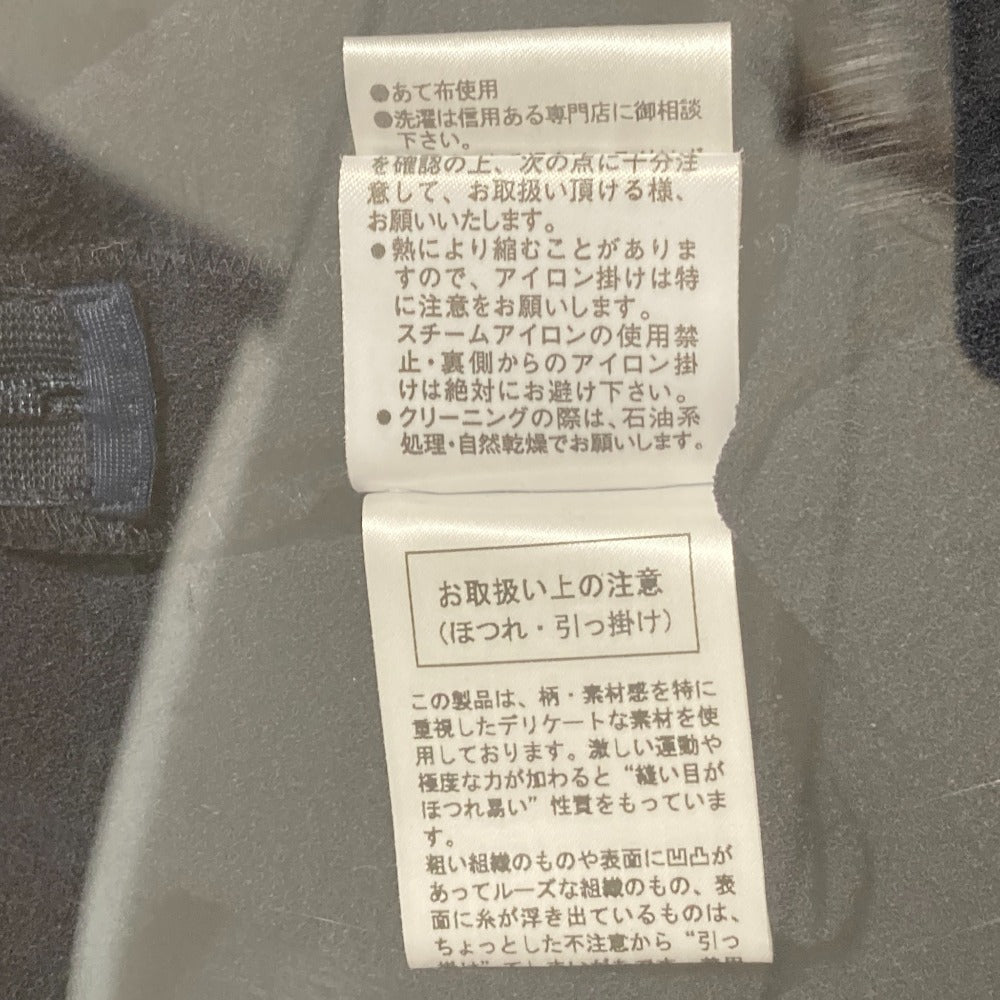 ●あて布使用
●洗濯は信用ある専門店に御相談
下さい。
を確認の上、次の点に十分注
意して、お取扱い頂ける様、
お願いいたします。
●熱により縮むことがありま
すので、アイロン掛けは特
に注意をお願いします。
スチームアイロンの使用禁
止・裏側からのアイロン掛
けは絶対にお避け下さい。
●クリーニングの際は、石油系
処理・自然乾燥でお願いします。
お取扱い上の注意
(ほつれ・引っ掛け)
この製品は、柄・素材感を特に
重視したデリケートな素材を使
用しております。激しい運動や
極度な力が加わると“縫い目が
ほつれ易い”性質をもっていま
す。
粗い組織のものや表面に凹凸が
あってルーズな組織のもの、表
面に糸が浮き出ているものは、
ちょっとした不注意から“引っ